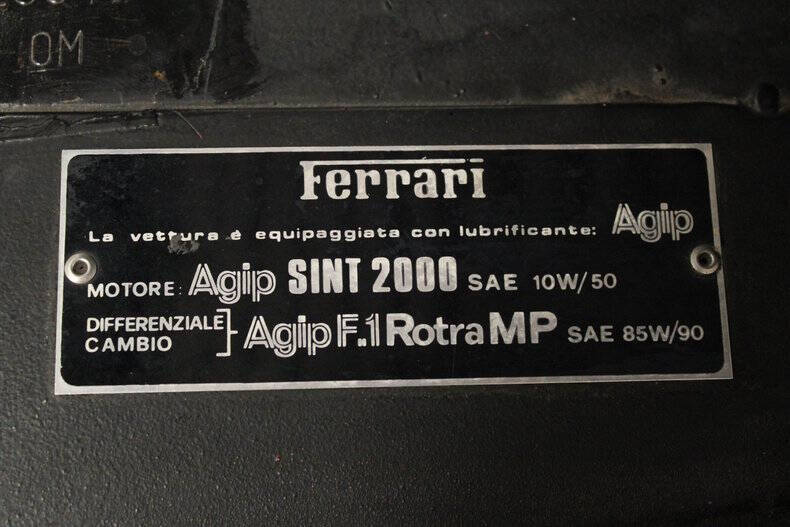 IOM
Ferrari
La vettura è equipaggiata con lubrificante: Agip
MOTORE: Agip SINT 2000 SAE 10W/50
DIFFERENZIALE
CAMBIO } Agip F.1 Rotra MP SAE 85W/90